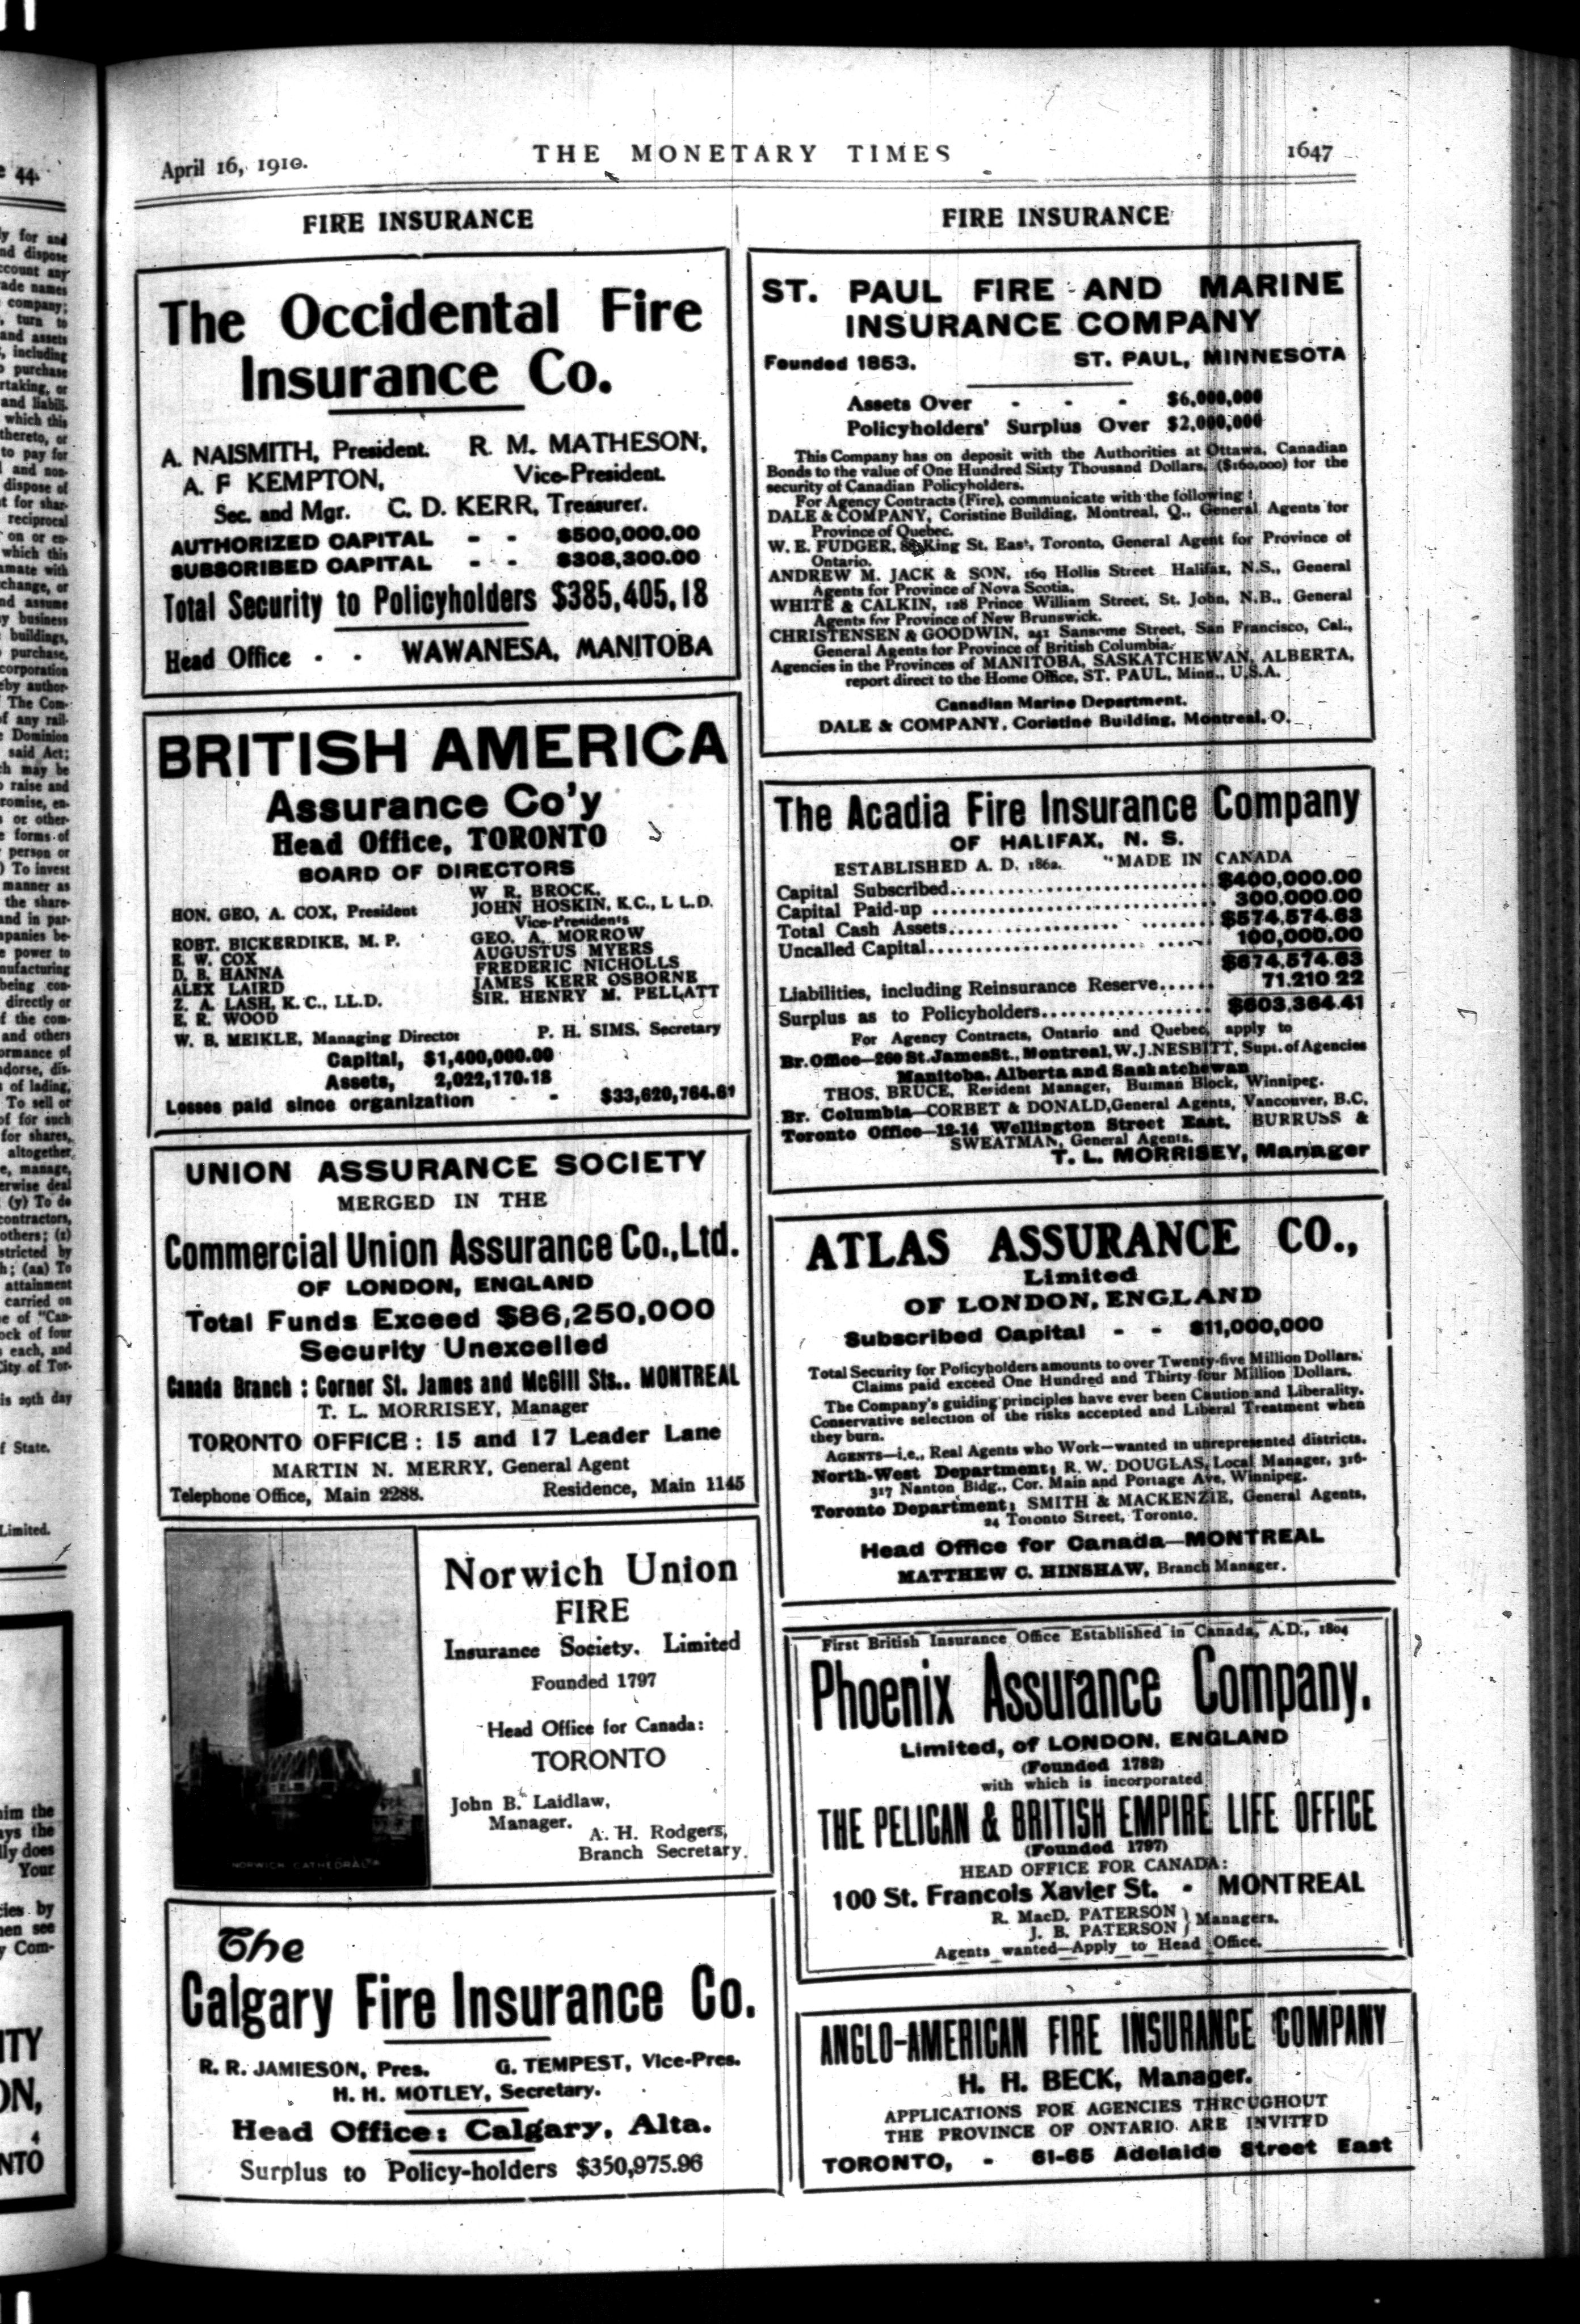 April 16, 1910.
THE MONETARY TIMES
1647
FIRE INSURANCE
The Occidental Fire
Insurance Co.
A. NAISMITH, President.
R. M. MATHESON,
A. F KEMPTON,
Vice-President.
Sec. and Mgr.
C. D. KERR, Treasurer.
AUTHORIZED CAPITAL - - $500,000.00
SUBSCRIBED CAPITAL - - $308,300.00
Total Security to Policyholders $385,405,18
Head Office - - WAWANESA, MANITOBA
BRITISH AMERICA
Assurance Co'y
Head Office, TORONTO
BOARD OF DIRECTORS
HON. GEO, A. COX, President
W R. BROCK,
JOHN HOSKIN, K.C., L L.D.
Vice-Presidents
ROBT. BICKERDIKE, M. P.
E. W. COX
D. B. HANNA
ALEX LAIRD
Z. A. LASH, K. C., LL.D.
E. R. WOOD
GEO. A. MORROW
AUGUSTUS MYERS
FREDERIC NICHOLLS
JAMES KERR OSBORNE
SIR. HENRY M. PELLATT
W. B. MEIKLE, Managing Director
P. H. SIMS, Secretary
Capital, $1,400,000.00
Assets, 2,022,170.18
Losses paid since organization - - $33,620,764.61
UNION ASSURANCE SOCIETY
MERGED IN THE
Commercial Union Assurance Co., Ltd.
OF LONDON, ENGLAND
Total Funds Exceed $86,250,000
Security Unexcelled
Canada Branch : Corner St. James and McGill Sts.. MONTREAL
T. L. MORRISEY, Manager
TORONTO OFFICE : 15 and 17 Leader Lane
MARTIN N. MERRY, General Agent
Telephone Office, Main 2288.
Residence, Main 1145
NORWICH CATHEDRAL
Norwich Union
FIRE
Insurance Society. Limited
Founded 1797
Head Office for Canada:
TORONTO
John B. Laidlaw,
Manager.
A. H. Rodgers,
Branch Secretary.
The
Calgary Fire Insurance Co.
R. R. JAMIESON, Pres.
G. TEMPEST, Vice-Pres.
H. H. MOTLEY, Secretary.
Head Office: Calgary, Alta.
Surplus to Policy-holders $350,975.96
FIRE INSURANCE
ST. PAUL FIRE AND MARINE
INSURANCE COMPANY
Founded 1853.
ST. PAUL, MINNESOTA
Assets Over - - - $6,000,000
Policyholders' Surplus Over $2,000,000
This Company has on deposit with the Authorities at Ottawa, Canadian
Bonds to the value of One Hundred Sixty Thousand Dollars, ($160,000) for the
security of Canadian Policyholders.
For Agency Contracts (Fire), communicate with the following :
DALE & COMPANY, Coristine Building, Montreal, Q., General Agents for
Province of Quebec.
W. E. FUDGER, King St. East, Toronto, General Agent for Province of
Ontario.
ANDREW M. JACK & SON, 169 Hollis Street Halifax, N.S., General
Agents for Province of Nova Scotia.
WHITE & CALKIN, 128 Prince William Street, St. John, N.B., General
Agents for Province of New Brunswick.
CHRISTENSEN & GOODWIN, 241 Sansome Street, San Francisco, Cal.,
General Agents for Province of British Columbia.
Agencies in the Provinces of MANITOBA, SASKATCHEWAN, ALBERTA,
report direct to the Home Office, ST. PAUL, Minn., U.S.A.
Canadian Marine Department.
DALE & COMPANY, Coristine Building, Montreal, Q.
The Acadia Fire Insurance Company
OF HALIFAX, N. S.
ESTABLISHED A. D. 1862.
"MADE IN CANADA
Capital Subscribed.................... $400,000.00
Capital Paid-up .................... 300,000.00
Total Cash Assets.................... $574,574.63
Uncalled Capital.................... 100,000.00
$674,574.63
Liabilities, including Reinsurance Reserve...... 71,210.22
Surplus as to Policyholders................ $603,364.41
For Agency Contracts, Ontario and Quebec, apply to
Br. Office—260 St. James St., Montreal, W. J. NESBITT, Supt. of Agencies
Manitoba, Alberta and Saskatchewan
THOS. BRUCE, Resident Manager, Bulman Block, Winnipeg.
Br. Columbia—CORBET & DONALD, General Agents, Vancouver, B.C.
Toronto Office—12-14 Wellington Street East, BURRUSS &
SWEATMAN, General Agents.
T. L. MORRISEY, Manager
ATLAS ASSURANCE CO.,
Limited
OF LONDON, ENGLAND
Subscribed Capital - - $11,000,000
Total Security for Policyholders amounts to over Twenty-five Million Dollars.
Claims paid exceed One Hundred and Thirty four Million Dollars.
The Company's guiding principles have ever been Caution and Liberality.
Conservative selection of the risks accepted and Liberal Treatment when
they burn.
AGENTS—i.e., Real Agents who Work—wanted in unrepresented districts.
North-West Department: R. W. DOUGLAS, Local Manager, 316-
317 Nanton Bldg., Cor. Main and Portage Ave, Winnipeg.
Toronto Department: SMITH & MACKENZIE, General Agents,
24 Toronto Street, Toronto.
Head Office for Canada—MONTREAL
MATTHEW C. HINSHAW, Branch Manager.
First British Insurance Office Established in Canada, A.D., 1804
Phoenix Assurance Company,
Limited, of LONDON, ENGLAND
(Founded 1782)
with which is incorporated
THE PELICAN & BRITISH EMPIRE LIFE OFFICE
(Founded 1797)
HEAD OFFICE FOR CANADA:
100 St. Francois Xavier St. - MONTREAL
R. MacD. PATERSON
J. B. PATERSON } Managers.
Agents wanted—Apply to Head Office.
ANGLO-AMERICAN FIRE INSURANCE COMPANY
H. H. BECK, Manager.
APPLICATIONS FOR AGENCIES THROUGHOUT
THE PROVINCE OF ONTARIO ARE INVITED
TORONTO, - 61-65 Adelaide Street East